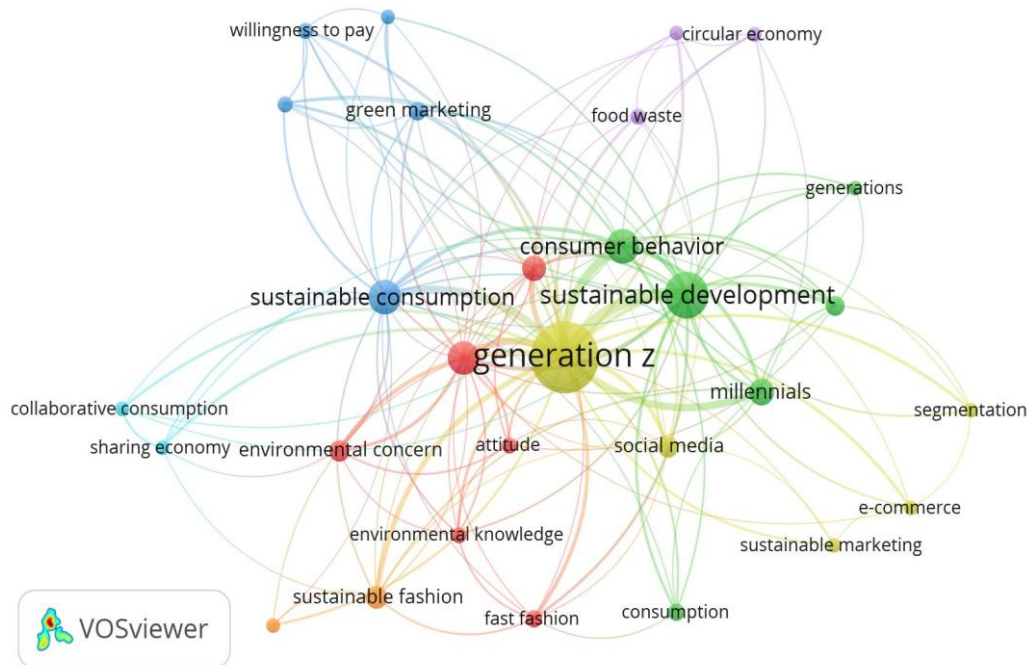 willingness to pay
circular economy
green marketing
food waste
generations
consumer behavior
sustainable consumption
sustainable development
generation z
millennials
collaborative consumption
segmentation
sharing economy
environmental concern
attitude
social media
e-commerce
environmental knowledge
sustainable marketing
sustainable fashion
fast fashion
consumption
VOSviewer